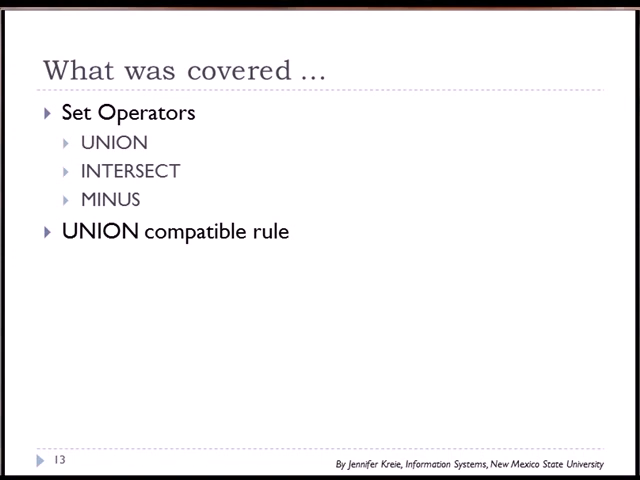 What was covered ...
Set Operators
UNION
INTERSECT
MINUS
UNION compatible rule
13
By Jennifer Kreie, Information Systems, New Mexico State University